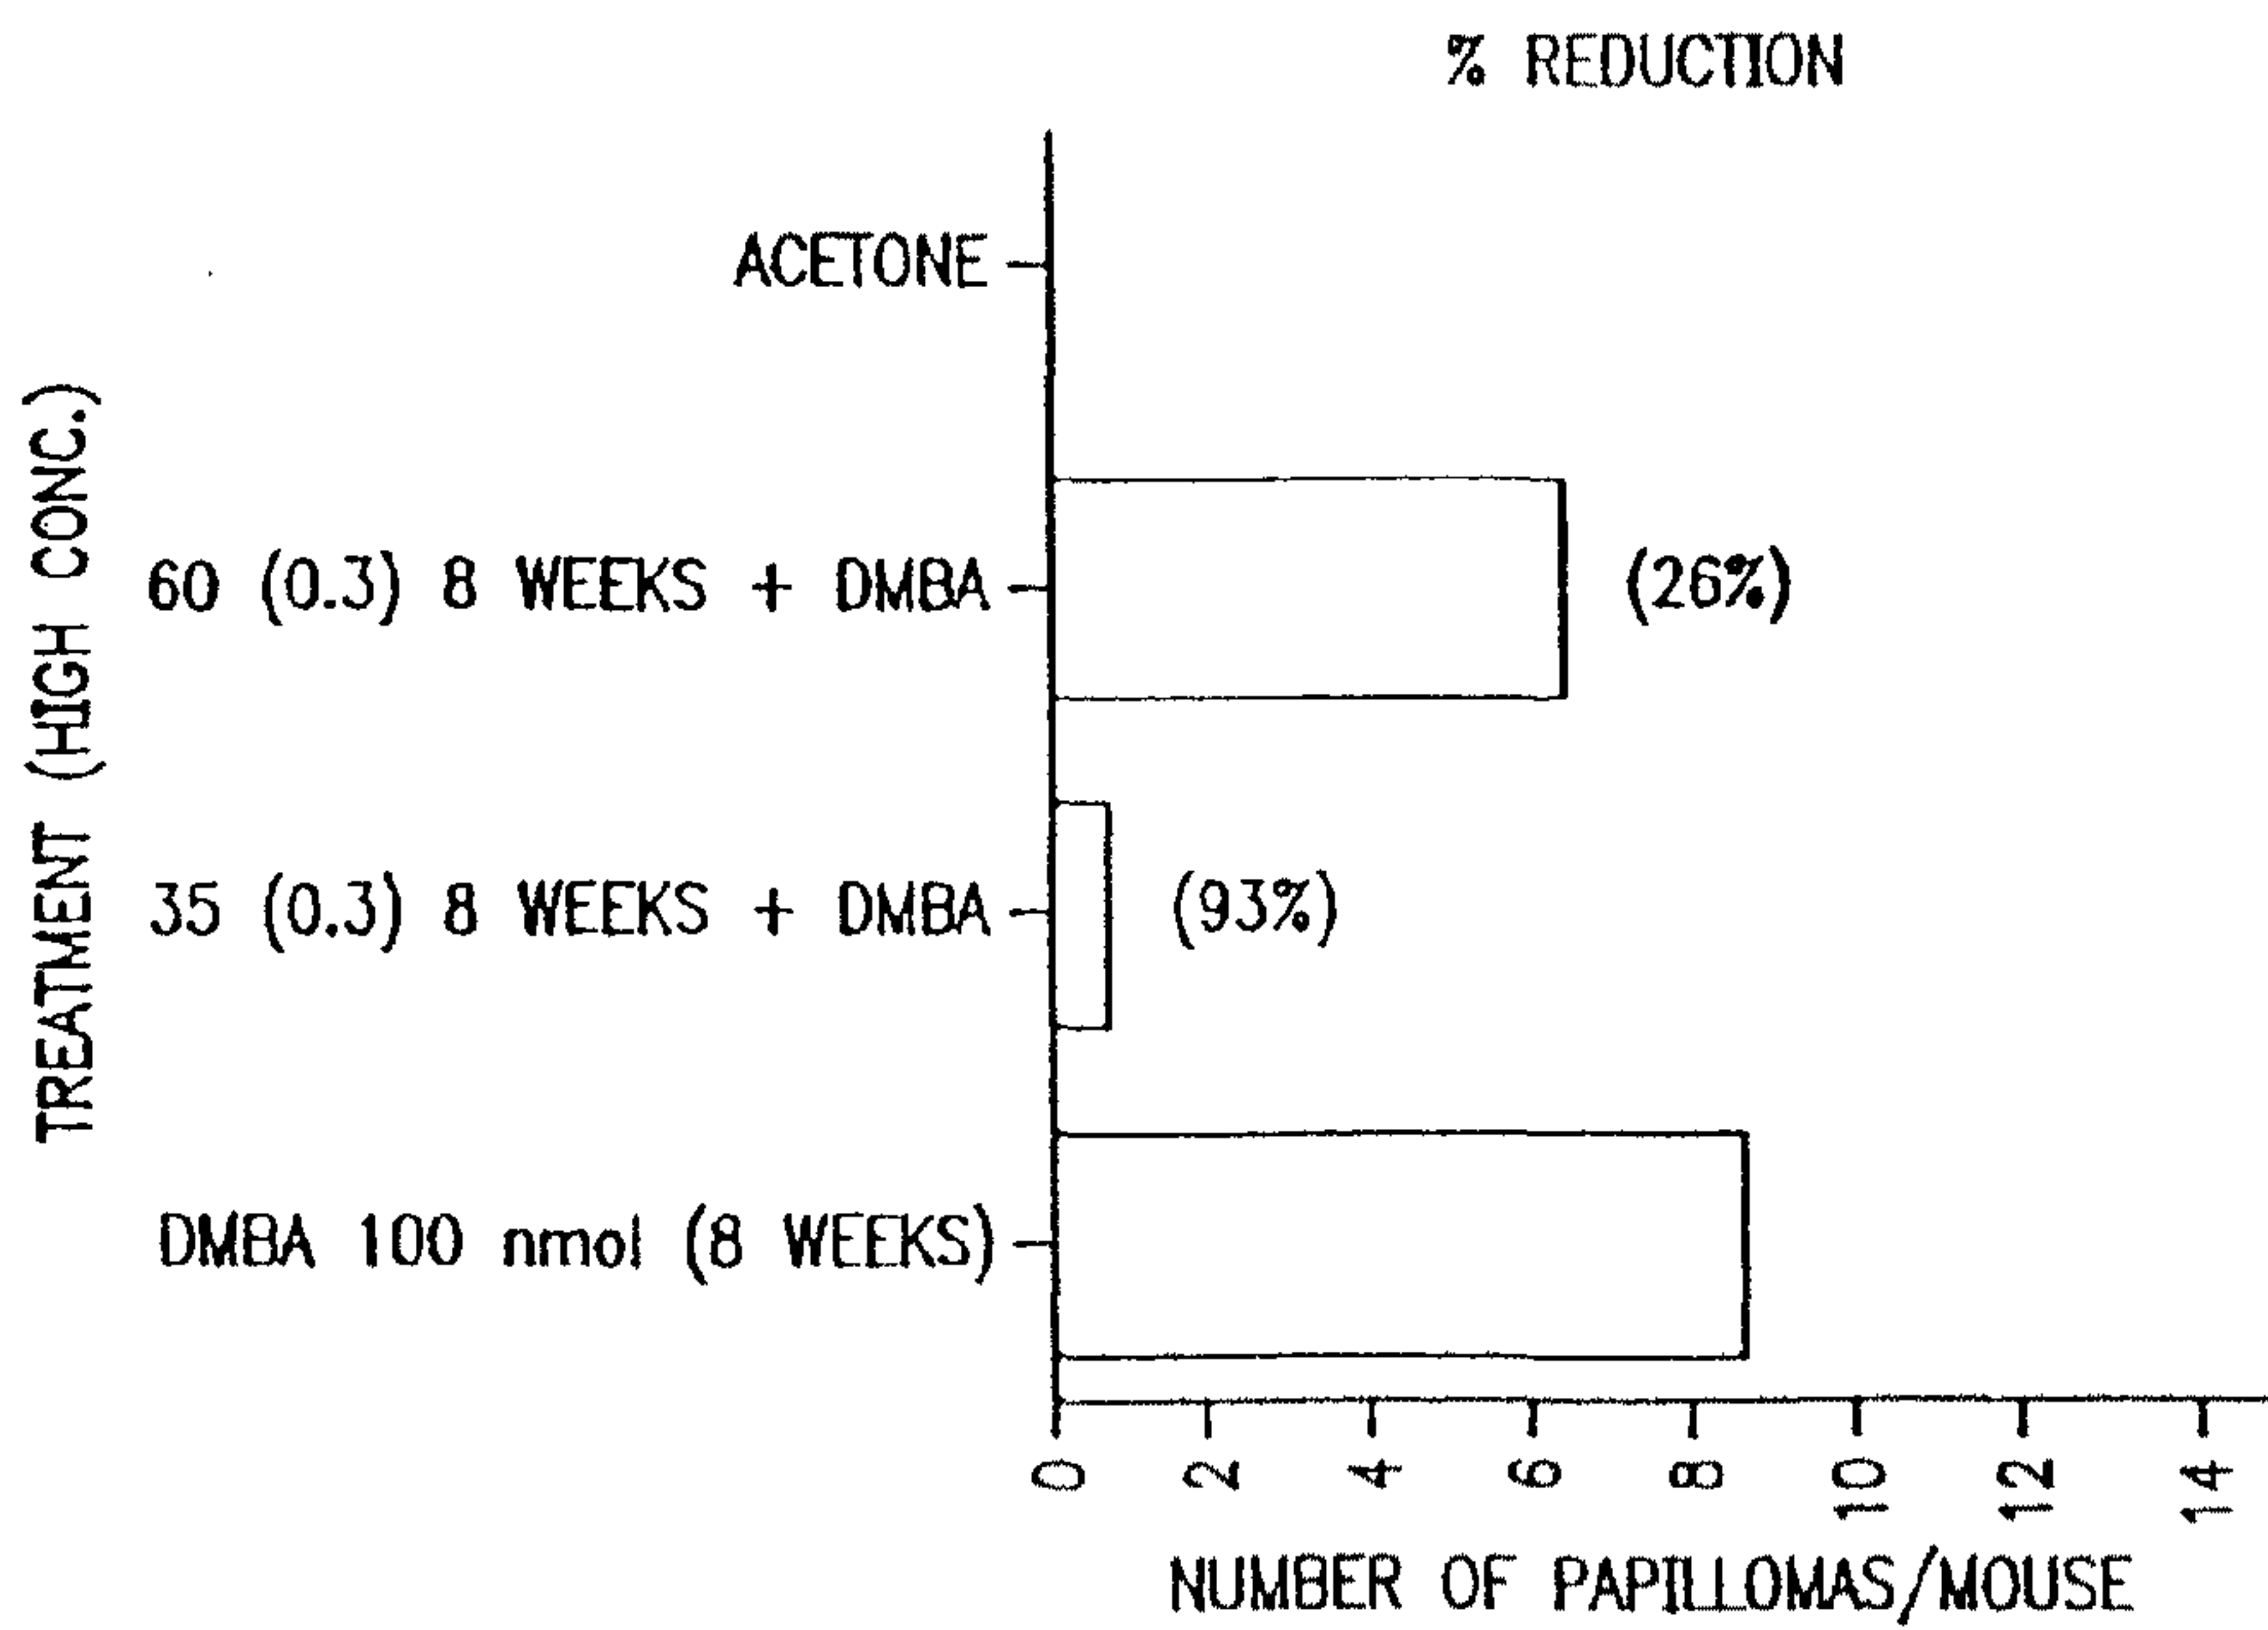 % REDUCTION
TREATMENT (HIGH CONC.)
ACETONE
60 (0.3) 8 WEEKS + DMBA
(26%)
35 (0.3) 8 WEEKS + DMBA
(93%)
DMBA 100 nmol (8 WEEKS)
0 2 4 6 8 10 12 14
NUMBER OF PAPILLOMAS/MOUSE